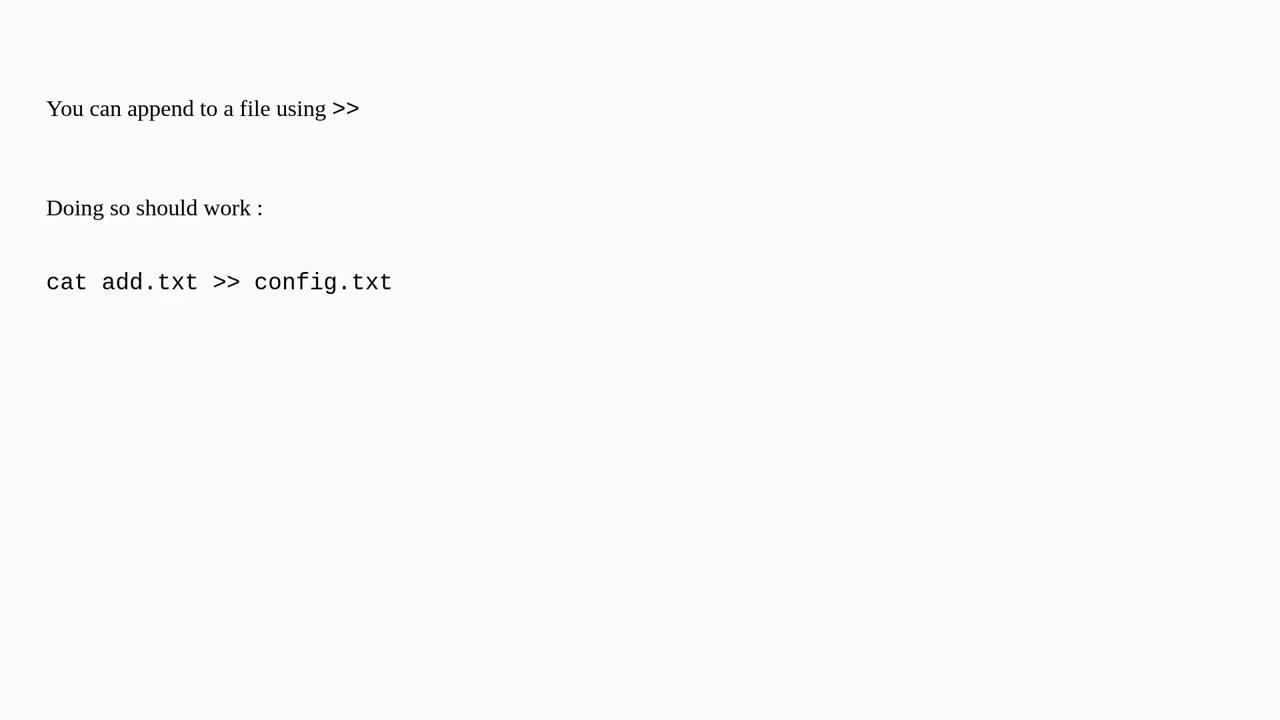 You can append to a file using >>
Doing so should work :
cat add.txt >> config.txt